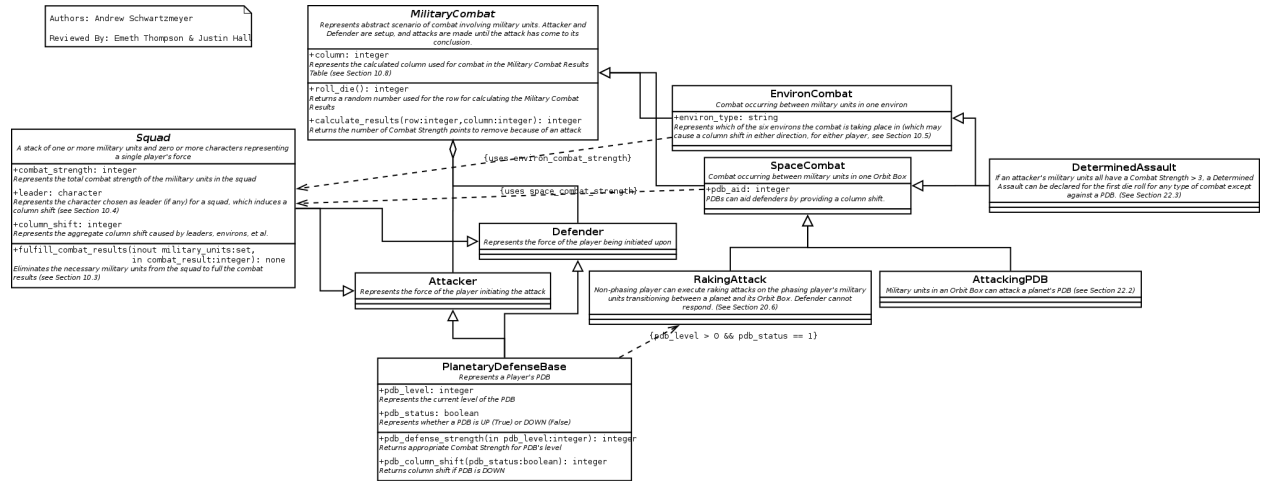 Authors: Andrew Schwartzmeyer
Reviewed By: Emeth Thompson & Justin Hall
MilitaryCombat
Represents abstract scenario of combat involving military units. Attacker and
Defender are setup, and attacks are made until the attack has come to its
conclusion.
+column: integer
Represents the calculated column used for combat in the Military Combat Results
Table (see Section 10.8)
+roll_die(): integer
Returns a random number used for the row for calculating the Military Combat
Results
+calculate_results(row:integer,column:integer): integer
Returns the number of Combat Strength points to remove because of an attack
EnvironCombat
Combat occurring between military units in one environ
+environ_type: string
Represents which of the six environs the combat is taking place in (which may
cause a column shift in either direction, for either player, see Section 10.5)
Squad
A stack of one or more military units and zero or more characters representing
a single player's force
+combat_strength: integer
Represents the total combat strength of the mililtary units in the squad
+leader: character
Represents the character chosen as leader (if any) for a squad, which induces a
column shift (see Section 10.4)
+column_shift: integer
Represents the aggregate column shift caused by leaders, environs, et al.
+fulfill_combat_results(inout military_units:set,
in combat_result:integer): none
Eliminates the necessary military units from the squad to full the combat
results (see Section 10.3)
{uses environ_combat_strength}
{uses space_combat_strength}
SpaceCombat
Combat occurring between military units in one Orbit Box
+pdb_aid: integer
PDBs can aid defenders by providing a column shift.
DeterminedAssault
If an attacker's military units all have a Combat Strength > 3, a Determined
Assault can be declared for the first die roll for any type of combat except
against a PDB. (See Section 22.3)
Defender
Represents the force of the player being initiated upon
Attacker
Represents the force of the player initiating the attack
RakingAttack
Non-phasing player can execute raking attacks on the phasing player's military
units transitioning between a planet and its Orbit Box. Defender cannot
respond. (See Section 20.6)
AttackingPDB
Military units in an Orbit Box can attack a planet's PDB (see Section 22.2)
{pdb_level > 0 && pdb_status == 1}
PlanetaryDefenseBase
Represents a Player's PDB
+pdb_level: integer
Represents the current level of the PDB
+pdb_status: boolean
Represents whether a PDB is UP (True) or DOWN (False)
+pdb_defense_strength(in pdb_level:integer): integer
Returns appropriate Combat Strength for PDB's level
+pdb_column_shift(pdb_status:boolean): integer
Returns column shift if PDB is DOWN